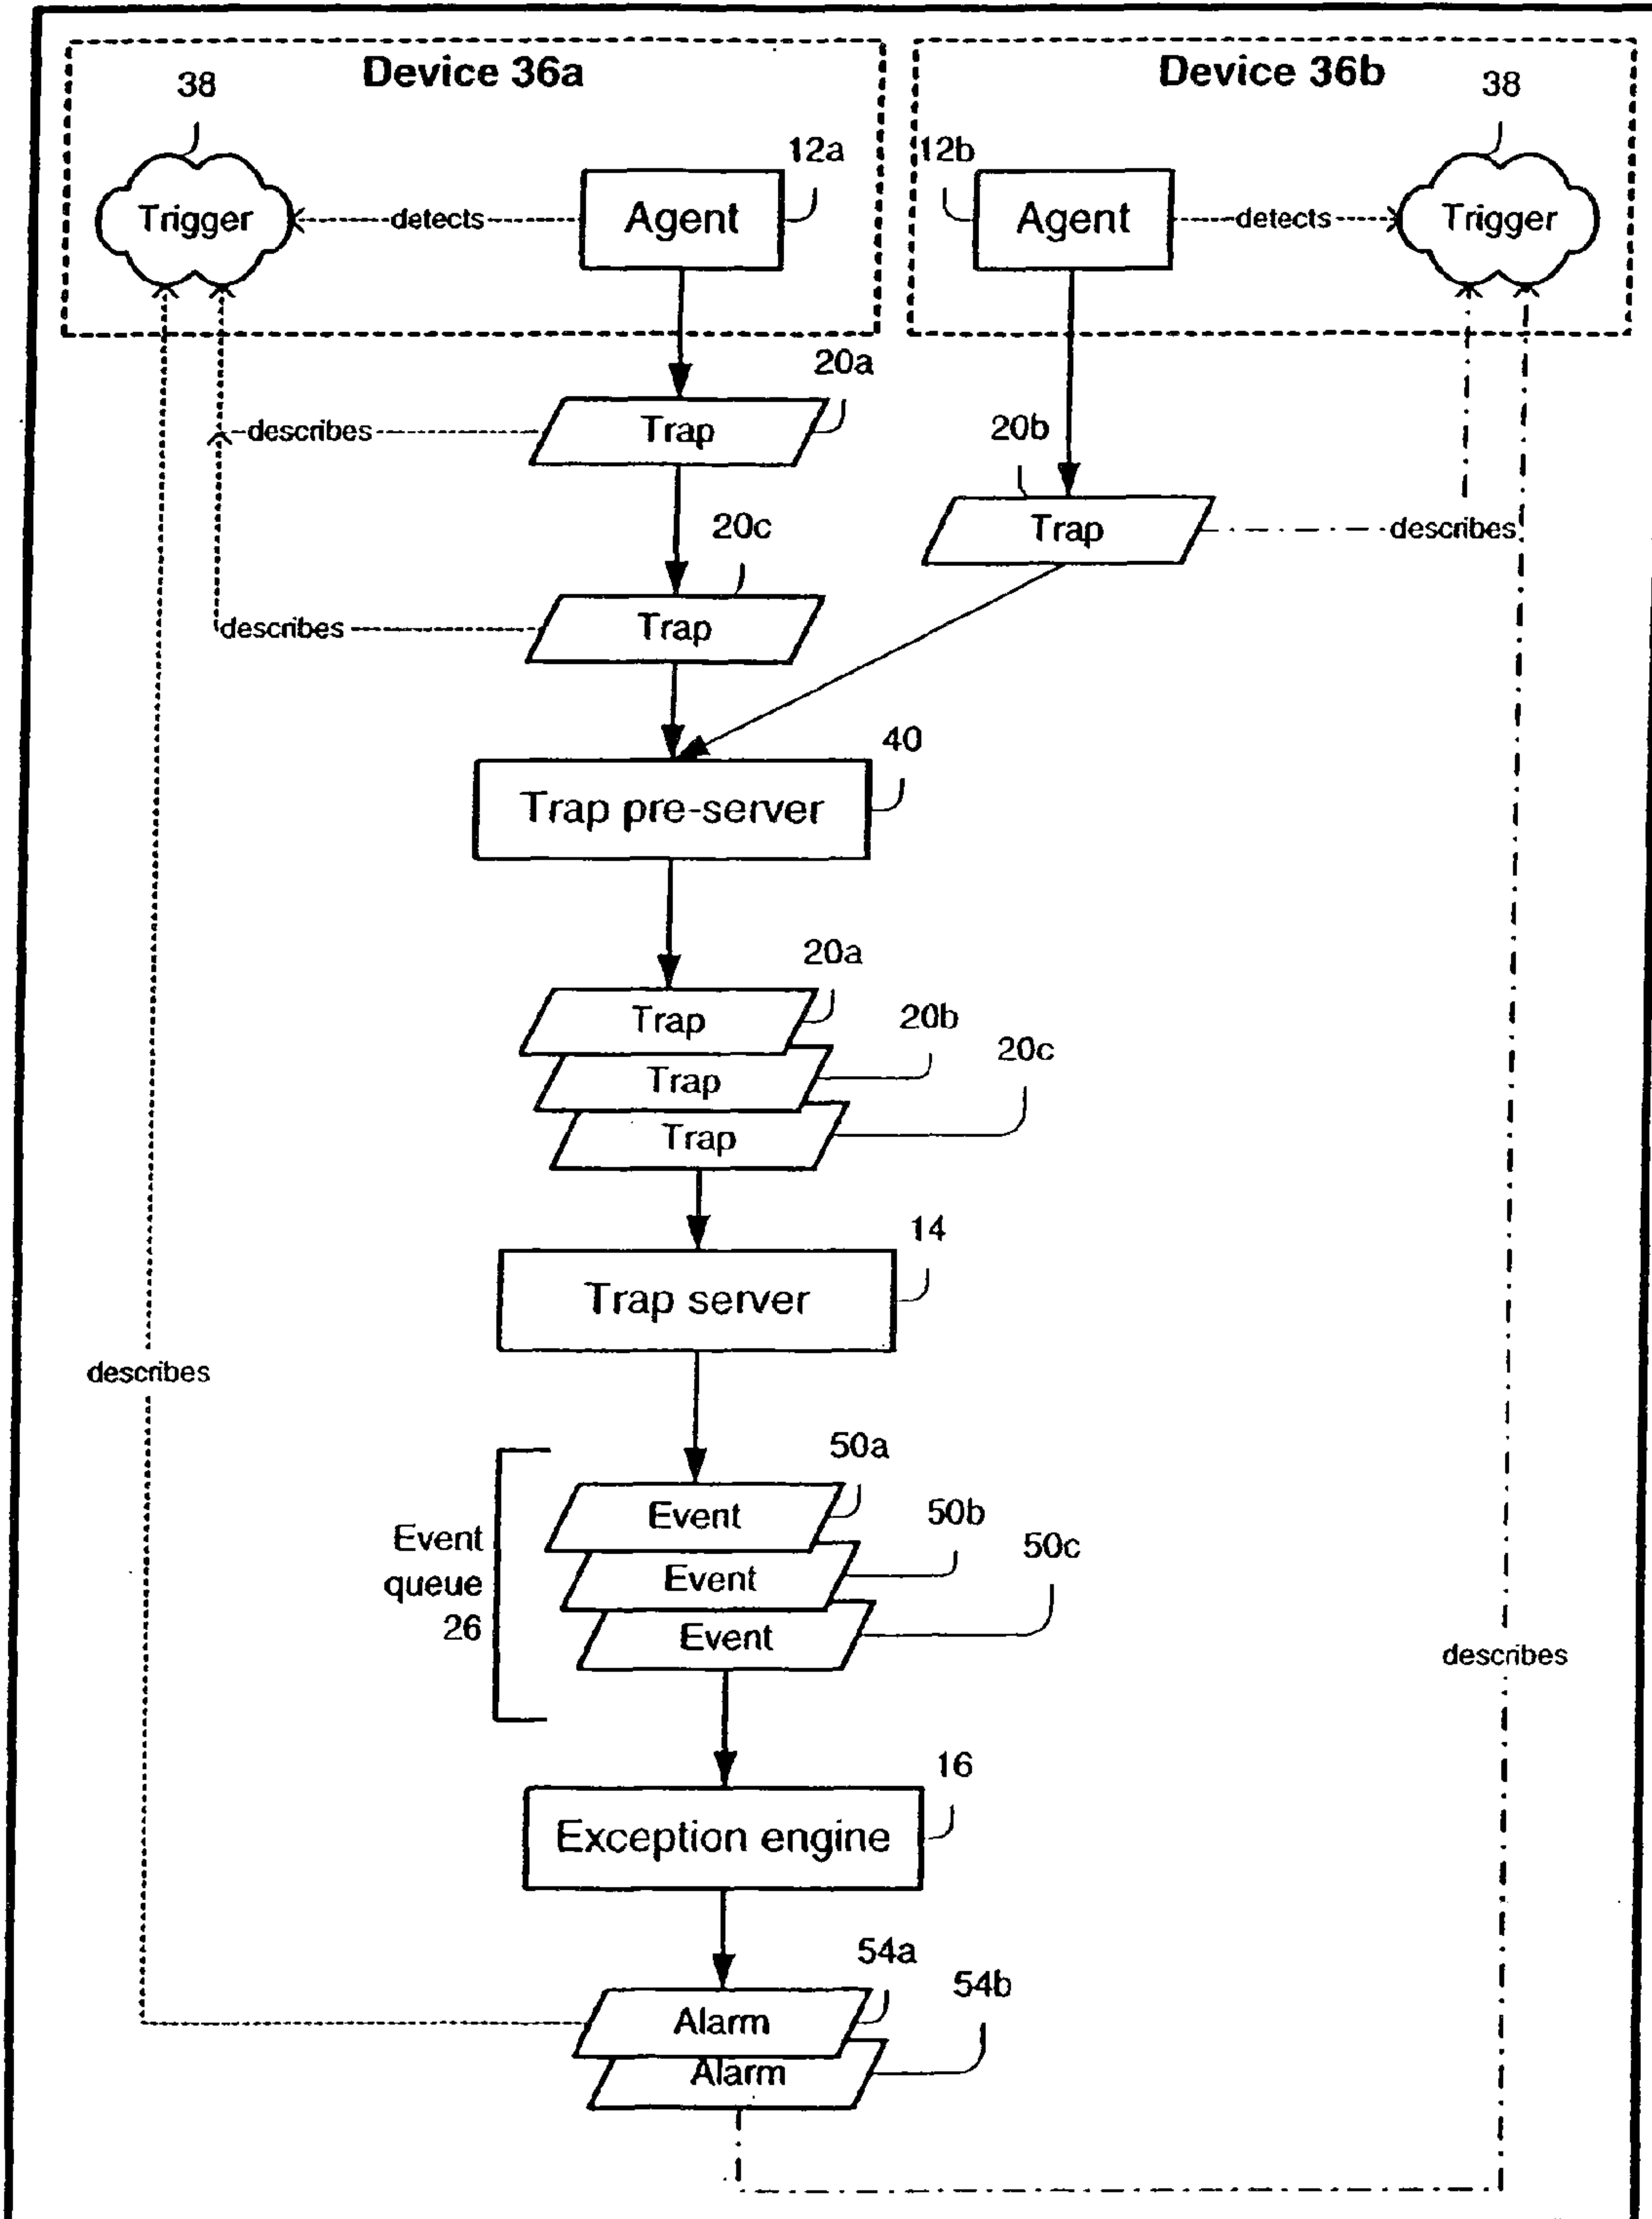 Device 36a
Device 36b
38
38
12a
12b
Trigger
detects
Agent
Agent
detects
Trigger
20a
describes
Trap
20b
20c
Trap
describes
describes
Trap
40
Trap pre-server
20a
Trap
20b
Trap
20c
Trap
14
Trap server
describes
50a
Event
50b
Event
queue
26
Event
50c
Event
describes
16
Exception engine
54a
54b
Alarm
Alarm